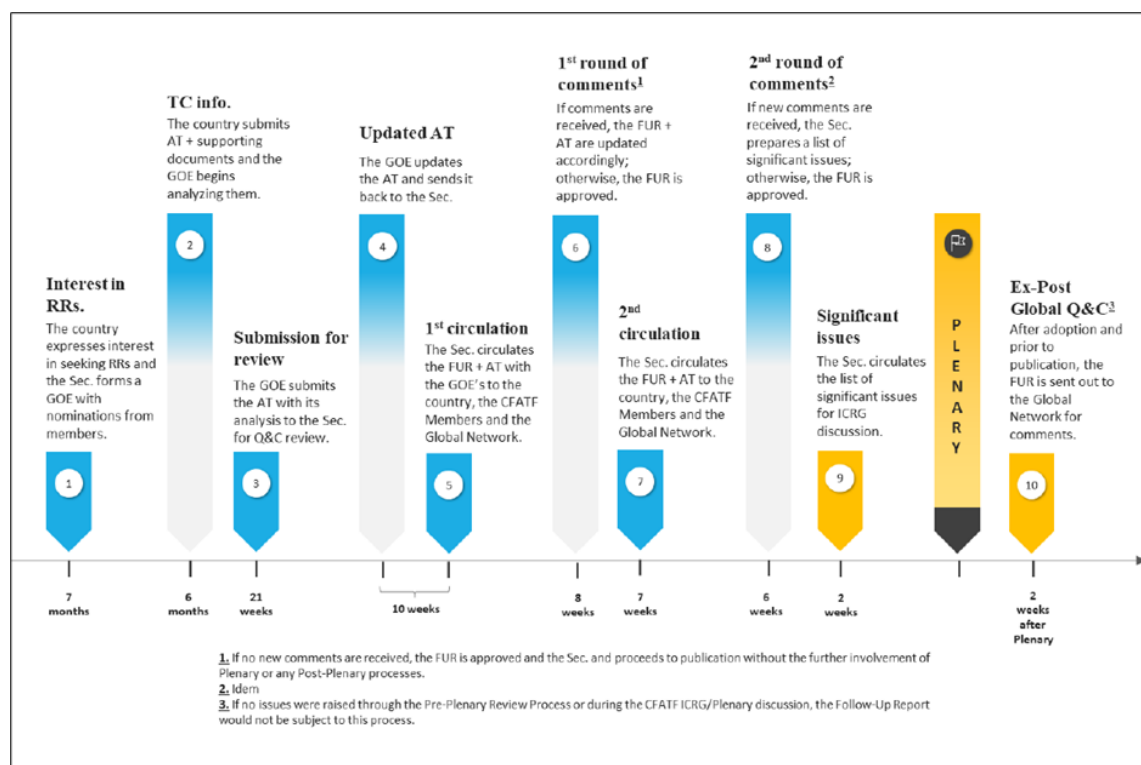 Interest in
RRs.
The country
expresses interest
in seeking RRs and
the Sec. forms a
GOE with
nominations from
members.
1
7
months
TC info.
The country submits
AT + supporting
documents and the
GOE begins
analyzing them.
2
6
months
Submission for
review
The GOE submits
the AT with its
analysis to the Sec.
for Q&C review.
3
21
weeks
Updated AT
The GOE updates
the AT and sends it
back to the Sec.
4
1st circulation
The Sec. circulates
the FUR + AT with
the GOE's to the
country, the CFATF
Members and the
Global Network.
5
10 weeks
1st round of
comments1
If comments are
received, the FUR +
AT are updated
accordingly;
otherwise, the FUR is
approved.
6
8
weeks
2nd
circulation
The Sec. circulates
the FUR + AT to the
country, the CFATF
Members and the
Global Network.
7
7
weeks
2nd round of
comments2
If new comments are
received, the Sec.
prepares a list of
significant issues;
otherwise, the FUR is
approved.
8
6
weeks
Significant
issues
The Sec. circulates
the list of
significant issues
for ICRG
discussion.
9
2
weeks
PLENARY
Ex-Post
Global Q&C3
After adoption and
prior to
publication, the
FUR is sent out to
the Global
Network for
comments.
10
2
weeks
after
Plenary
1. If no new comments are received, the FUR is approved and the Sec. and proceeds to publication without the further involvement of
Plenary or any Post-Plenary processes.
2. Idem
3. If no issues were raised through the Pre-Plenary Review Process or during the CFATF ICRG/Plenary discussion, the Follow-Up Report
would not be subject to this process.